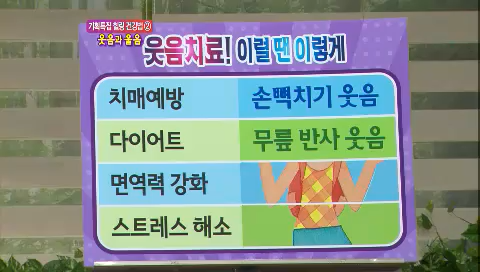 기획특집 힐링 건강법②
웃음과 울음
웃음치료! 이럴 땐 이렇게
치매예방 손뼉치기 웃음
다이어트 무릎 반사 웃음
면역력 강화
스트레스 해소